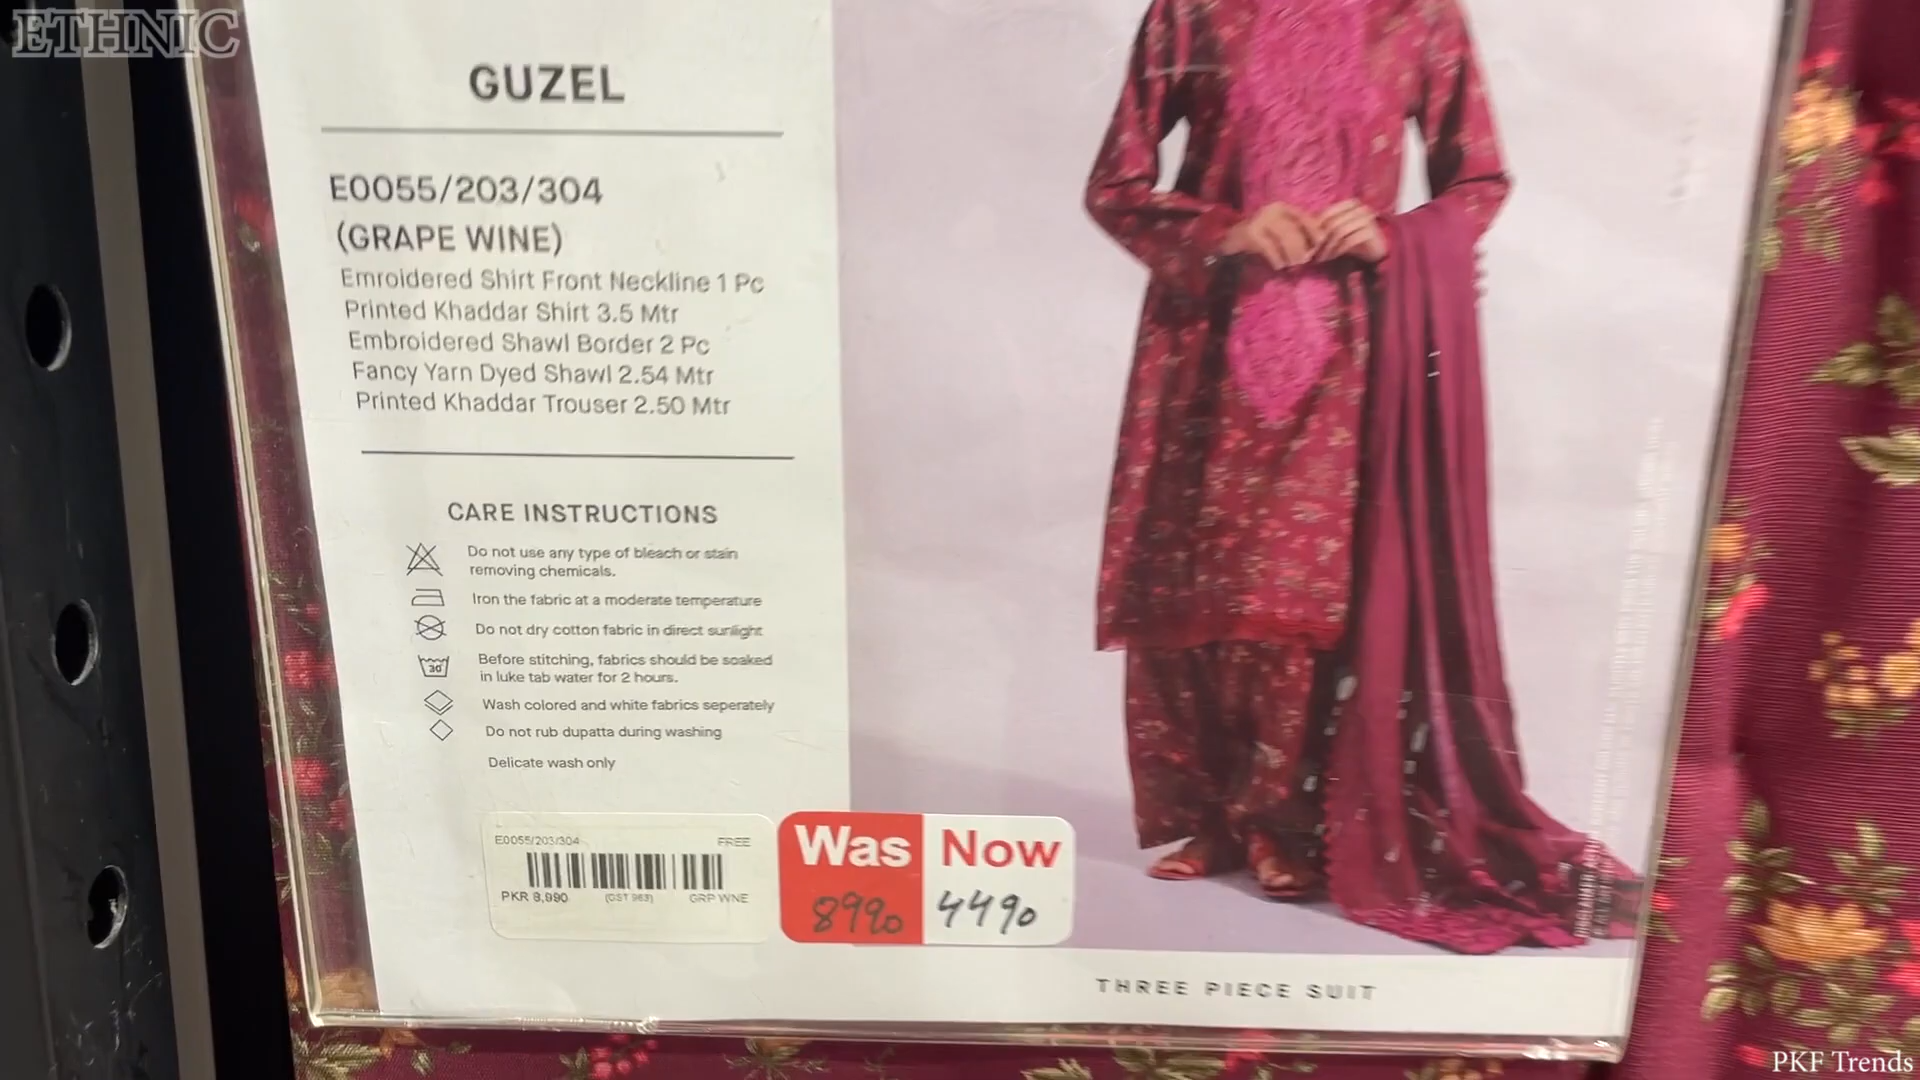 ETHNIC
GUZEL
E0055/203/304
(GRAPE WINE)
Emroidered Shirt Front Neckline 1 Pc
Printed Khaddar Shirt 3.5 Mtr
Embroidered Shawl Border 2 Pc
Fancy Yarn Dyed Shawl 2.54 Mtr
Printed Khaddar Trouser 2.50 Mtr
CARE INSTRUCTIONS
Do not use any type of bleach or stain
removing chemicals.
Iron the fabric at a moderate temperature
Do not dry cotton fabric in direct sunlight
30
Before stitching, fabrics should be soaked
in luke tab water for 2 hours.
Wash colored and white fabrics seperately
Do not rub dupatta during washing
Delicate wash only
E0055/203/304 FREE
PKR 8,990 (GST 963) GRP WNE
Was Now
8990 4490
THREE PIECE SUIT
PKF Trends